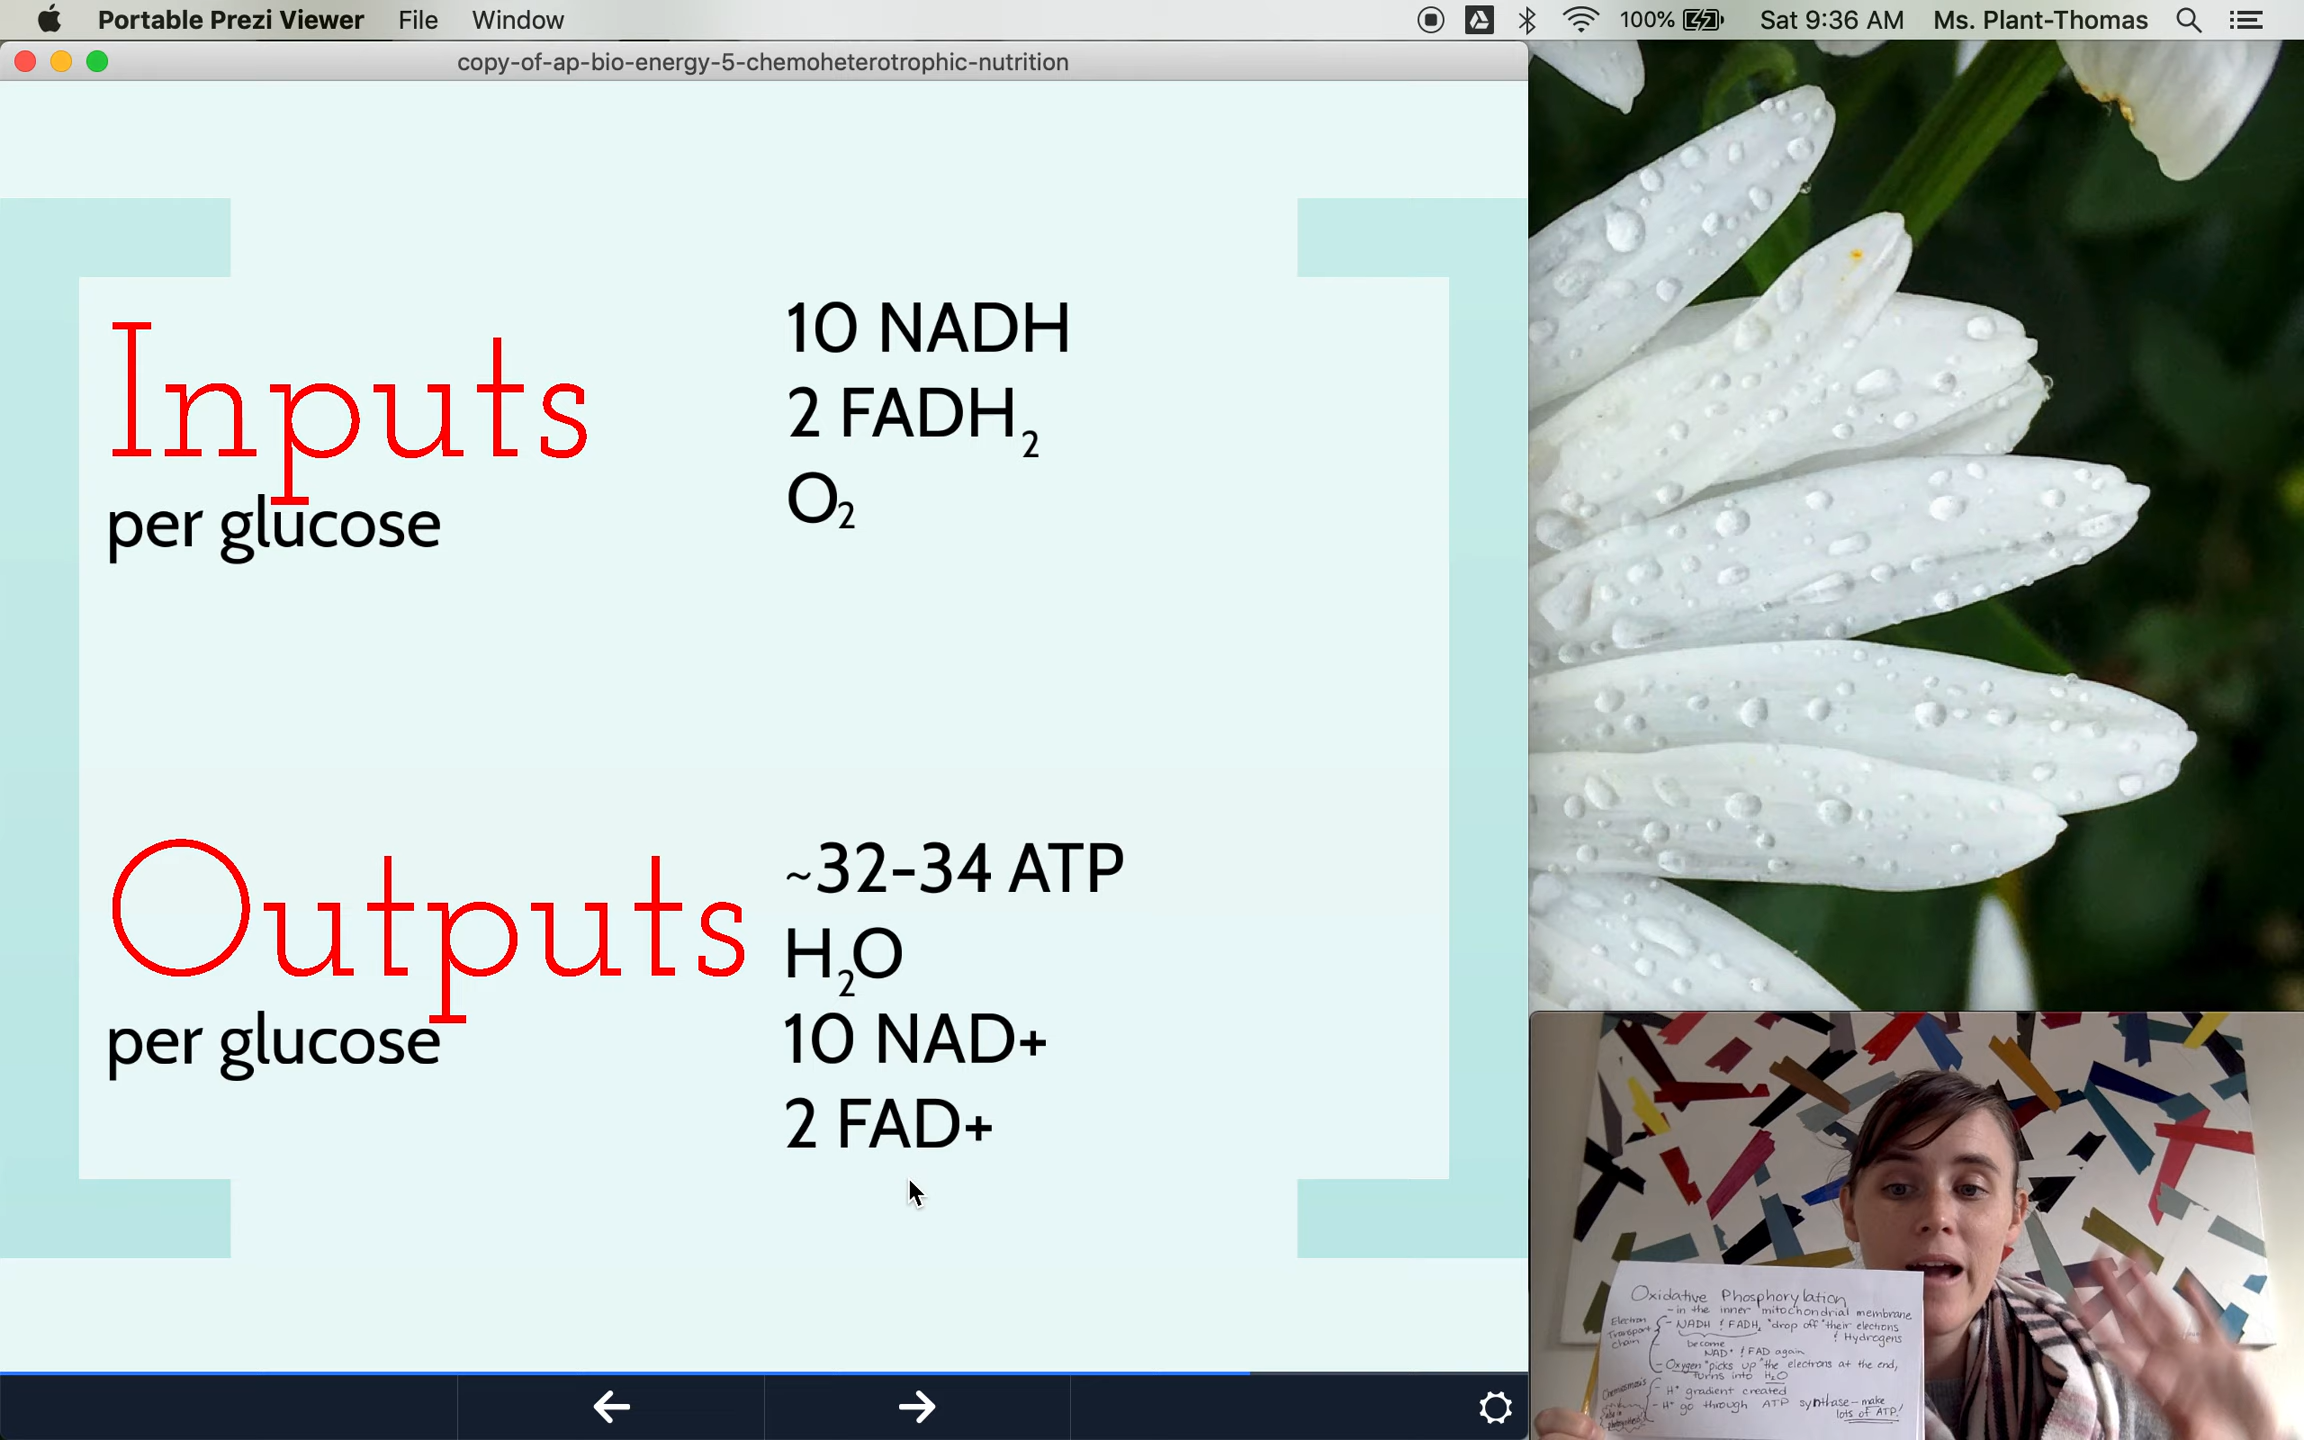 Portable Prezi Viewer File Window 100% Sat 9:36 AM Ms. Plant-Thomas
copy-of-ap-bio-energy-5-chemoheterotrophic-nutrition
Inputs
per glucose
10 NADH
2 FADH₂
O₂
Outputs
per glucose
~32-34 ATP
H₂O
10 NAD+
2 FAD+
Oxidative Phosphorylation
- in the inner mitochondrial membrane
Electron Transport Chain
- NADH & FADH₂ "drop off" their electrons
& Hydrogens
become
NAD⁺ & FAD again
- Oxygen "picks up" the electrons at the end,
turns into H₂O
Chemiosmosis
- H⁺ gradient created
- H⁺ go through ATP synthase - make
lots of ATP!